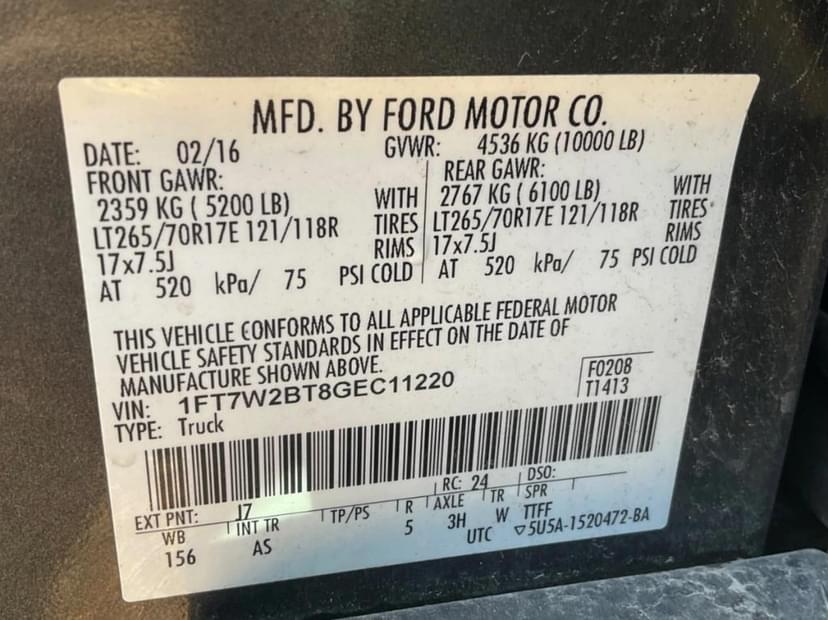 MFD. BY FORD MOTOR CO.
DATE: 02/16 GVWR: 4536 KG (10000 LB)
FRONT GAWR: REAR GAWR:
2359 KG ( 5200 LB) WITH 2767 KG ( 6100 LB) WITH
LT265/70R17E 121/118R TIRES LT265/70R17E 121/118R TIRES
17x7.5J RIMS 17x7.5J RIMS
AT 520 kPa/ 75 PSI COLD AT 520 kPa/ 75 PSI COLD
THIS VEHICLE CONFORMS TO ALL APPLICABLE FEDERAL MOTOR
VEHICLE SAFETY STANDARDS IN EFFECT ON THE DATE OF
MANUFACTURE SHOWN ABOVE.
VIN: 1FT7W2BT8GEC11220 F0208
TYPE: Truck T1413
EXT PNT: J7 RC: 24 DSO:
WB INT TR TP/PS R AXLE TR SPR
156 AS 5 3H W TTFF
UTC ▽5U5A-1520472-BA